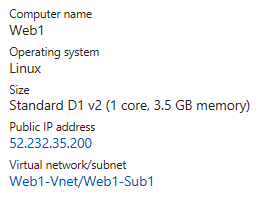 Computer name
Web1
Operating system
Linux
Size
Standard D1 v2 (1 core, 3.5 GB memory)
Public IP address
52.232.35.200
Virtual network/subnet
Web1-Vnet/Web1-Sub1